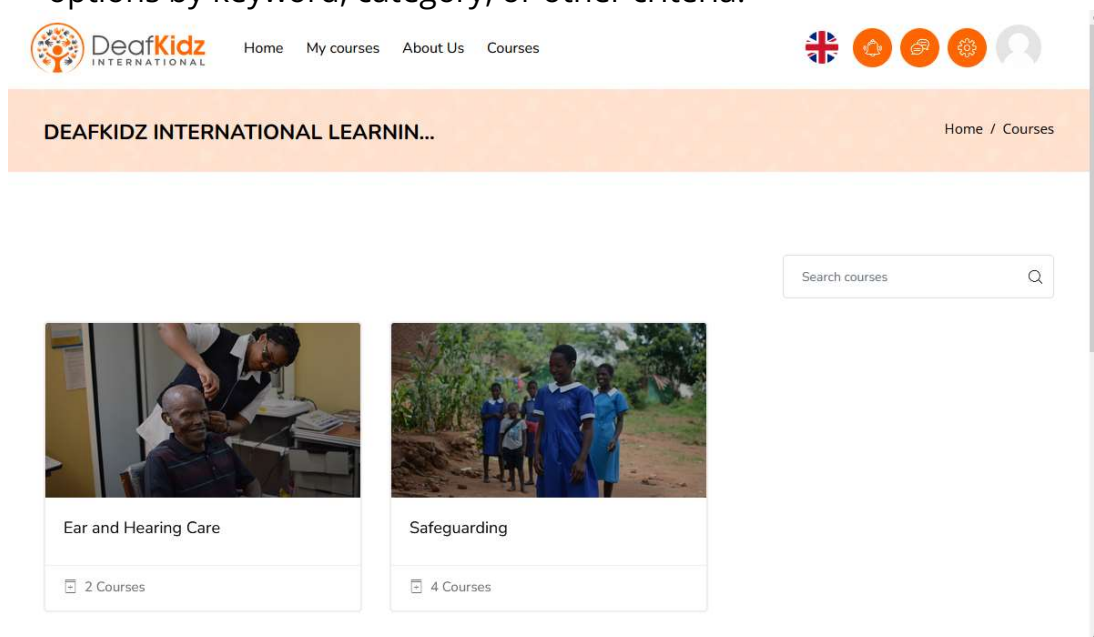 options by keyword, category, or other criteria.
DeafKidz
INTERNATIONAL
Home My courses About Us Courses
DEAFKIDZ INTERNATIONAL LEARNIN...
Home / Courses
Search courses
Ear and Hearing Care
Safeguarding
2 Courses
4 Courses